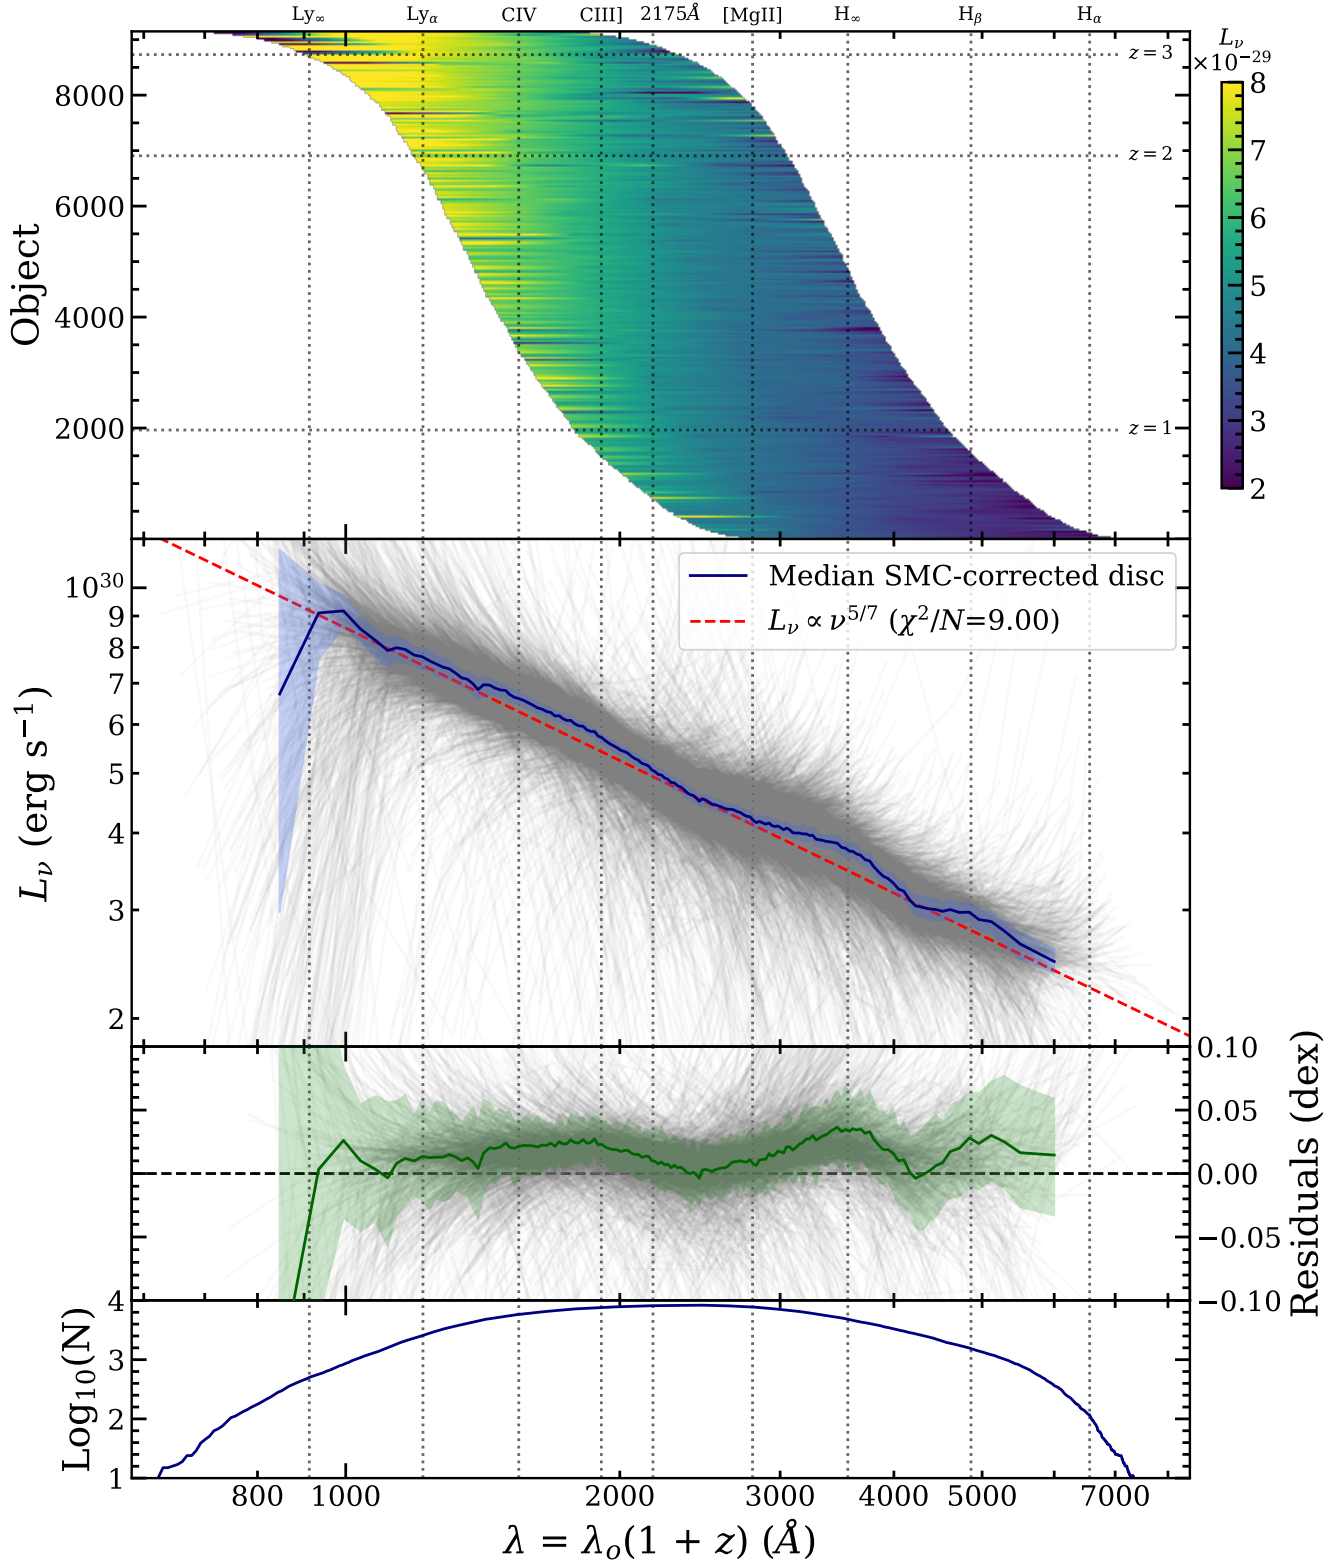 Ly∞ Lyα CIV CIII] 2175Å [MgII] H∞ Hβ Hα
Lν
×10⁻²⁹
z = 3
z = 2
z = 1
8
7
6
5
4
3
2
Object
8000
6000
4000
2000
Lν (erg s⁻¹)
10³⁰
9
8
7
6
5
4
3
2
Median SMC-corrected disc
Lν ∝ ν⁵ᐟ⁷ (χ²/N=9.00)
0.10
0.05
0.00
−0.05
−0.10
Residuals (dex)
Log₁₀(N)
4
3
2
1
800 1000 2000 3000 4000 5000 7000
λ = λₒ(1 + z) (Å)